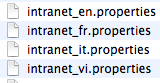 intranet_en.properties
intranet_fr.properties
intranet_it.properties
intranet_vi.properties